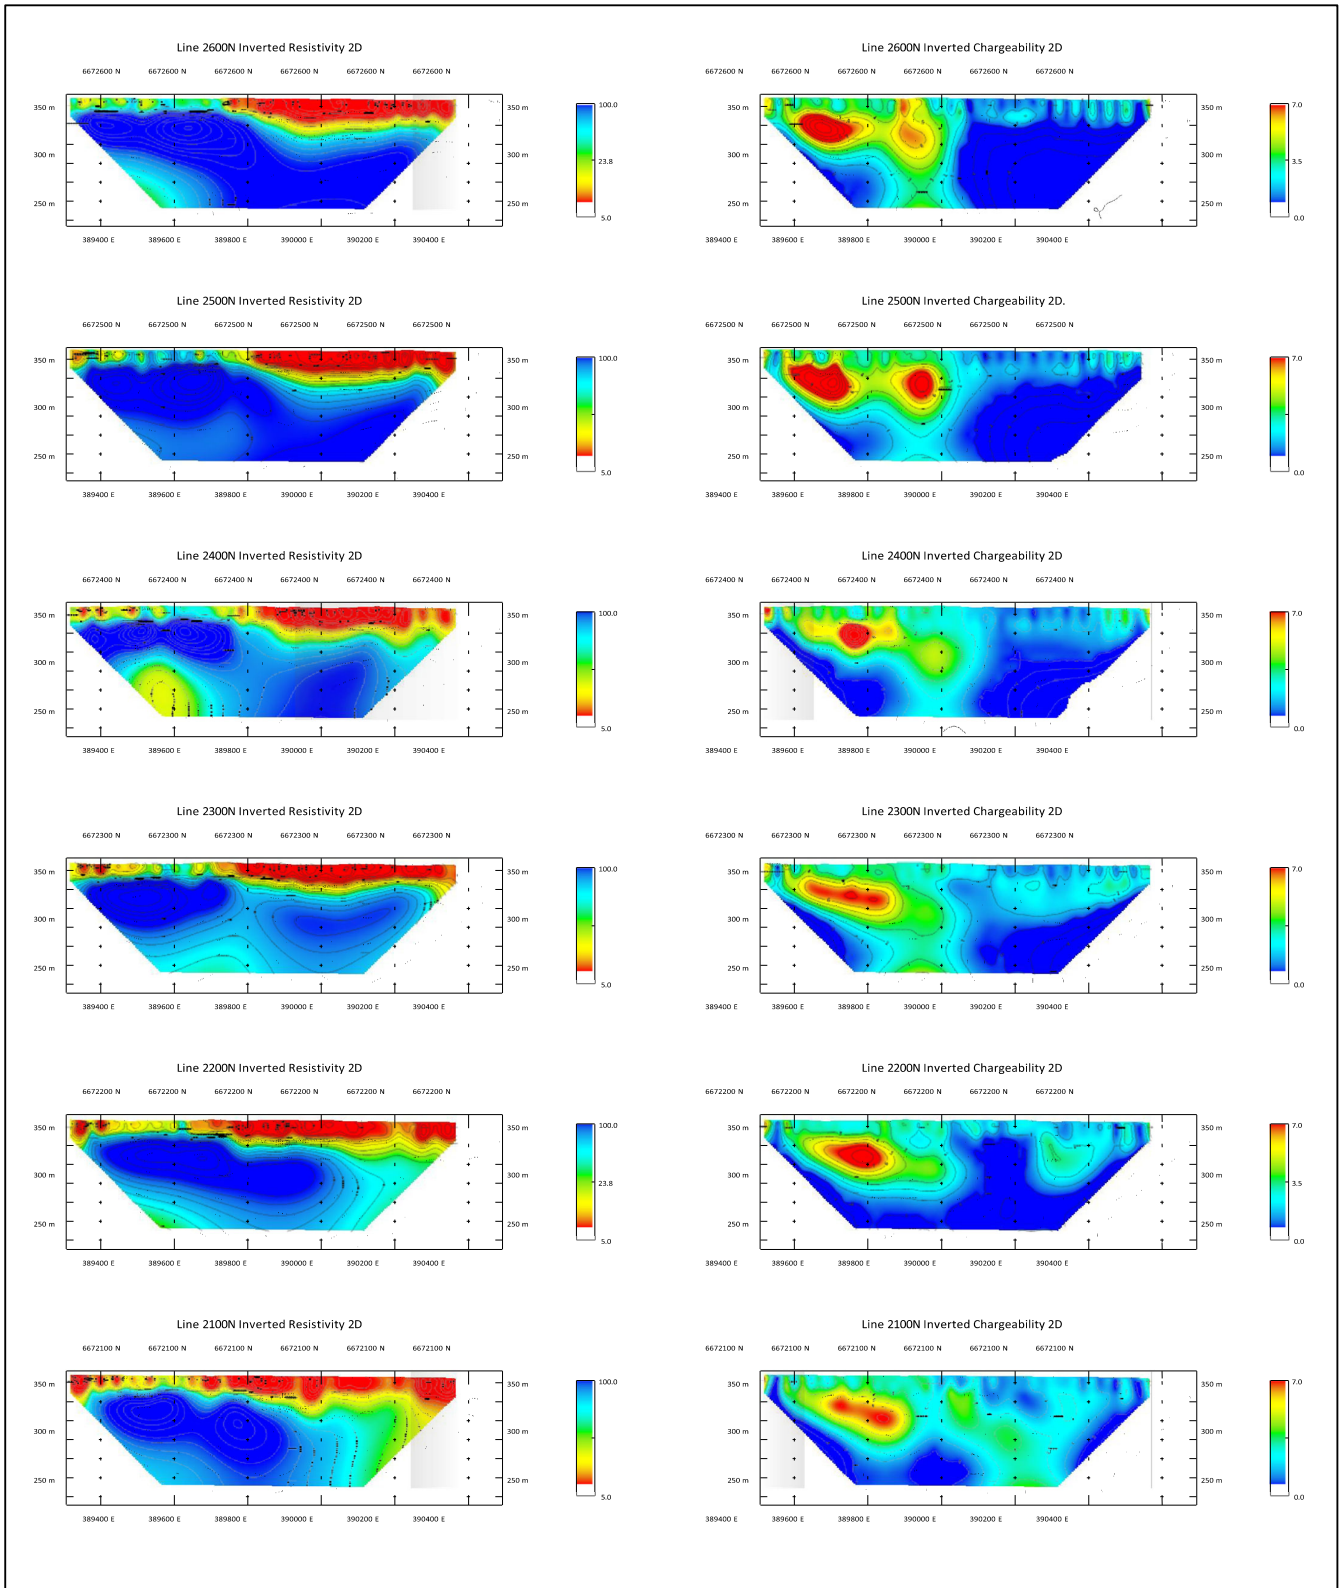 Line 2600N Inverted Resistivity 2D
6672600 N 6672600 N 6672600 N 6672600 N 6672600 N 6672600 N
350 m 350 m 100.0
300 m 300 m 23.8
250 m 250 m 5.0
389400 E 389600 E 389800 E 390000 E 390200 E 390400 E
Line 2600N Inverted Chargeability 2D
6672600 N 6672600 N 6672600 N 6672600 N 6672600 N 6672600 N
350 m 350 m 7.0
300 m 300 m 3.5
250 m 250 m 0.0
389400 E 389600 E 389800 E 390000 E 390200 E 390400 E
Line 2500N Inverted Resistivity 2D
6672500 N 6672500 N 6672500 N 6672500 N 6672500 N 6672500 N
350 m 350 m 100.0
300 m 300 m
250 m 250 m 5.0
389400 E 389600 E 389800 E 390000 E 390200 E 390400 E
Line 2500N Inverted Chargeability 2D.
6672500 N 6672500 N 6672500 N 6672500 N 6672500 N 6672500 N
350 m 350 m 7.0
300 m 300 m
250 m 250 m 0.0
389400 E 389600 E 389800 E 390000 E 390200 E 390400 E
Line 2400N Inverted Resistivity 2D
6672400 N 6672400 N 6672400 N 6672400 N 6672400 N 6672400 N
350 m 350 m 100.0
300 m 300 m
250 m 250 m 5.0
389400 E 389600 E 389800 E 390000 E 390200 E 390400 E
Line 2400N Inverted Chargeability 2D
6672400 N 6672400 N 6672400 N 6672400 N 6672400 N 6672400 N
350 m 350 m 7.0
300 m 300 m
250 m 250 m 0.0
389400 E 389600 E 389800 E 390000 E 390200 E 390400 E
Line 2300N Inverted Resistivity 2D
6672300 N 6672300 N 6672300 N 6672300 N 6672300 N 6672300 N
350 m 350 m 100.0
300 m 300 m
250 m 250 m 5.0
389400 E 389600 E 389800 E 390000 E 390200 E 390400 E
Line 2300N Inverted Chargeability 2D
6672300 N 6672300 N 6672300 N 6672300 N 6672300 N 6672300 N
350 m 350 m 7.0
300 m 300 m
250 m 250 m 0.0
389400 E 389600 E 389800 E 390000 E 390200 E 390400 E
Line 2200N Inverted Resistivity 2D
6672200 N 6672200 N 6672200 N 6672200 N 6672200 N 6672200 N
350 m 350 m 100.0
300 m 300 m 23.8
250 m 250 m 5.0
389400 E 389600 E 389800 E 390000 E 390200 E 390400 E
Line 2200N Inverted Chargeability 2D
6672200 N 6672200 N 6672200 N 6672200 N 6672200 N 6672200 N
350 m 350 m 7.0
300 m 300 m 3.5
250 m 250 m 0.0
389400 E 389600 E 389800 E 390000 E 390200 E 390400 E
Line 2100N Inverted Resistivity 2D
6672100 N 6672100 N 6672100 N 6672100 N 6672100 N 6672100 N
350 m 350 m 100.0
300 m 300 m
250 m 250 m 5.0
389400 E 389600 E 389800 E 390000 E 390200 E 390400 E
Line 2100N Inverted Chargeability 2D
6672100 N 6672100 N 6672100 N 6672100 N 6672100 N 6672100 N
350 m 350 m 7.0
300 m 300 m
250 m 250 m 0.0
389400 E 389600 E 389800 E 390000 E 390200 E 390400 E